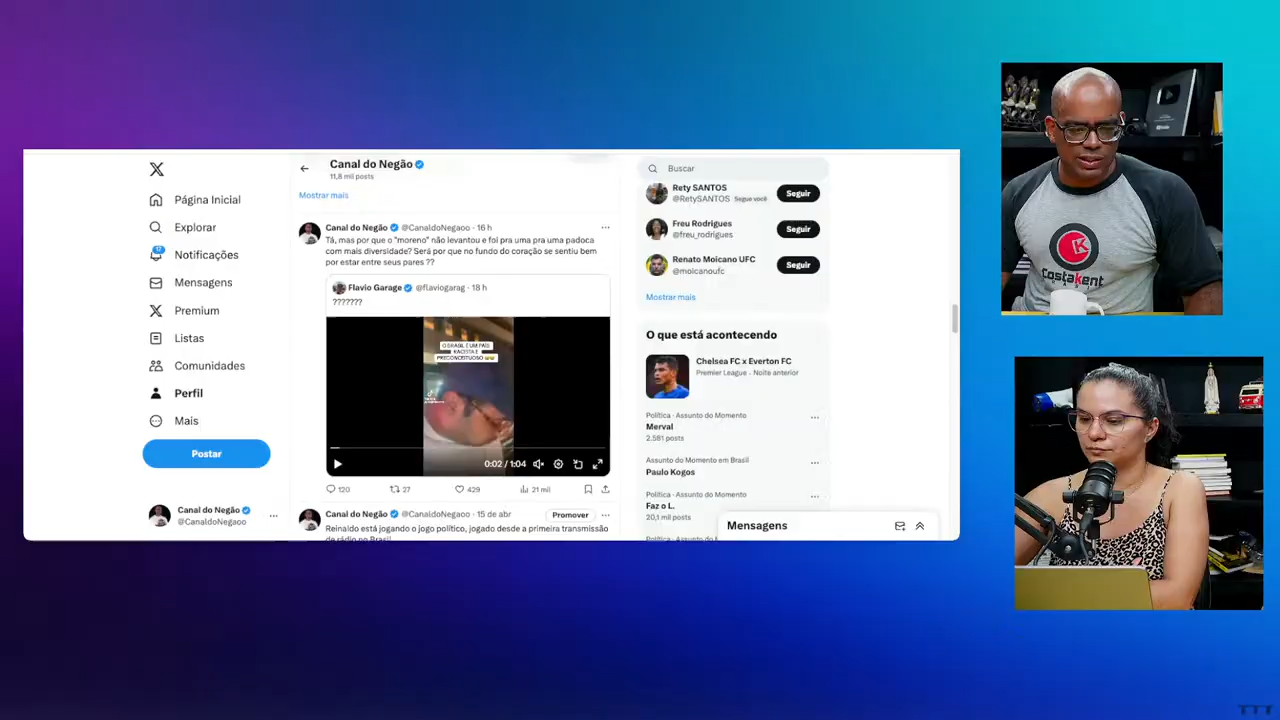 Página Inicial
Explorar
17
Notificações
Mensagens
Premium
Listas
Comunidades
Perfil
Mais
Postar
Canal do Negão
@CanaldoNegaoo
Canal do Negão
11,8 mil posts
Mostrar mais
Canal do Negão @CanaldoNegaoo · 16 h
Tá, mas por que o "moreno" não levantou e foi pra uma pra uma padoca
com mais diversidade? Será por que no fundo do coração se sentiu bem
por estar entre seus pares ??
Flavio Garage @flaviogarag · 18 h
???????
O BRASIL É UM PAÍS
RACISTA E
PRECONCEITUOSO
0:02 / 1:04
120
27
429
21 mil
Canal do Negão @CanaldoNegaoo · 15 de abr
Promover
Reinaldo está jogando o jogo político, jogado desde a primeira transmissão
de rádio no Brasil
Buscar
Rety SANTOS
@RetySANTOS Segue você
Seguir
Freu Rodrigues
@freu_rodrigues
Seguir
Renato Moicano UFC
@moicanoufc
Seguir
Mostrar mais
O que está acontecendo
Chelsea FC x Everton FC
Premier League · Noite anterior
Política · Assunto do Momento
Merval
2.581 posts
Assunto do Momento em Brasil
Paulo Kogos
Política · Assunto do Momento
Faz o L.
20,1 mil posts
Mensagens
Costakent